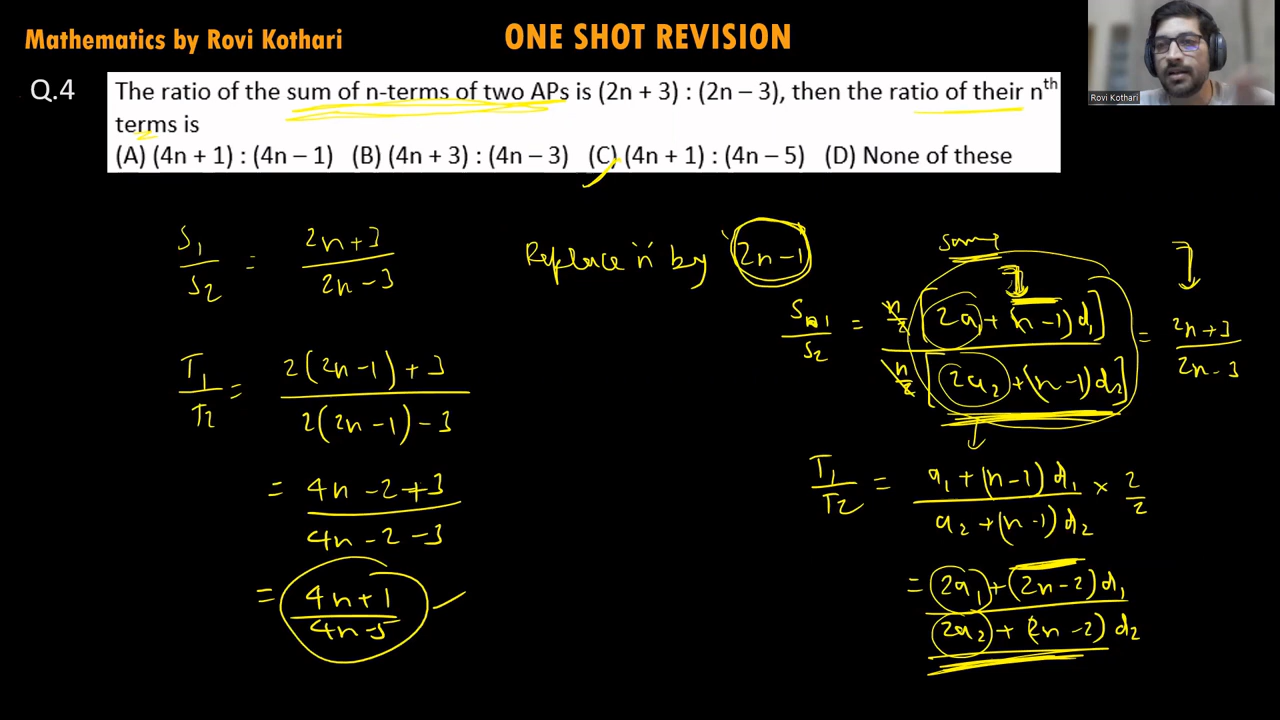 Mathematics by Rovi Kothari
ONE SHOT REVISION
Rovi Kothari
Q.4
The ratio of the sum of n-terms of two APs is (2n + 3) : (2n – 3), then the ratio of their nth
terms is
(A) (4n + 1) : (4n – 1) (B) (4n + 3) : (4n – 3) (C) (4n + 1) : (4n – 5) (D) None of these
S1/S2 = 2n+3/2n-3
T1/T2 = 2(2n-1)+3/2(2n-1)-3
= 4n-2+3/4n-2-3
= 4n+1/4n-5
Replace 'n' by '2n-1
same
/S2 = n/2[2a1+(n-1)d1]/n/2[2a2+(n-1)d2] = 2n+3/2n-3
T1/T2 = a1+(n-1)d1/a2+(n-1)d2 × 2/2
= 2a1+(2n-2)d1/2a2+(2n-2)d2